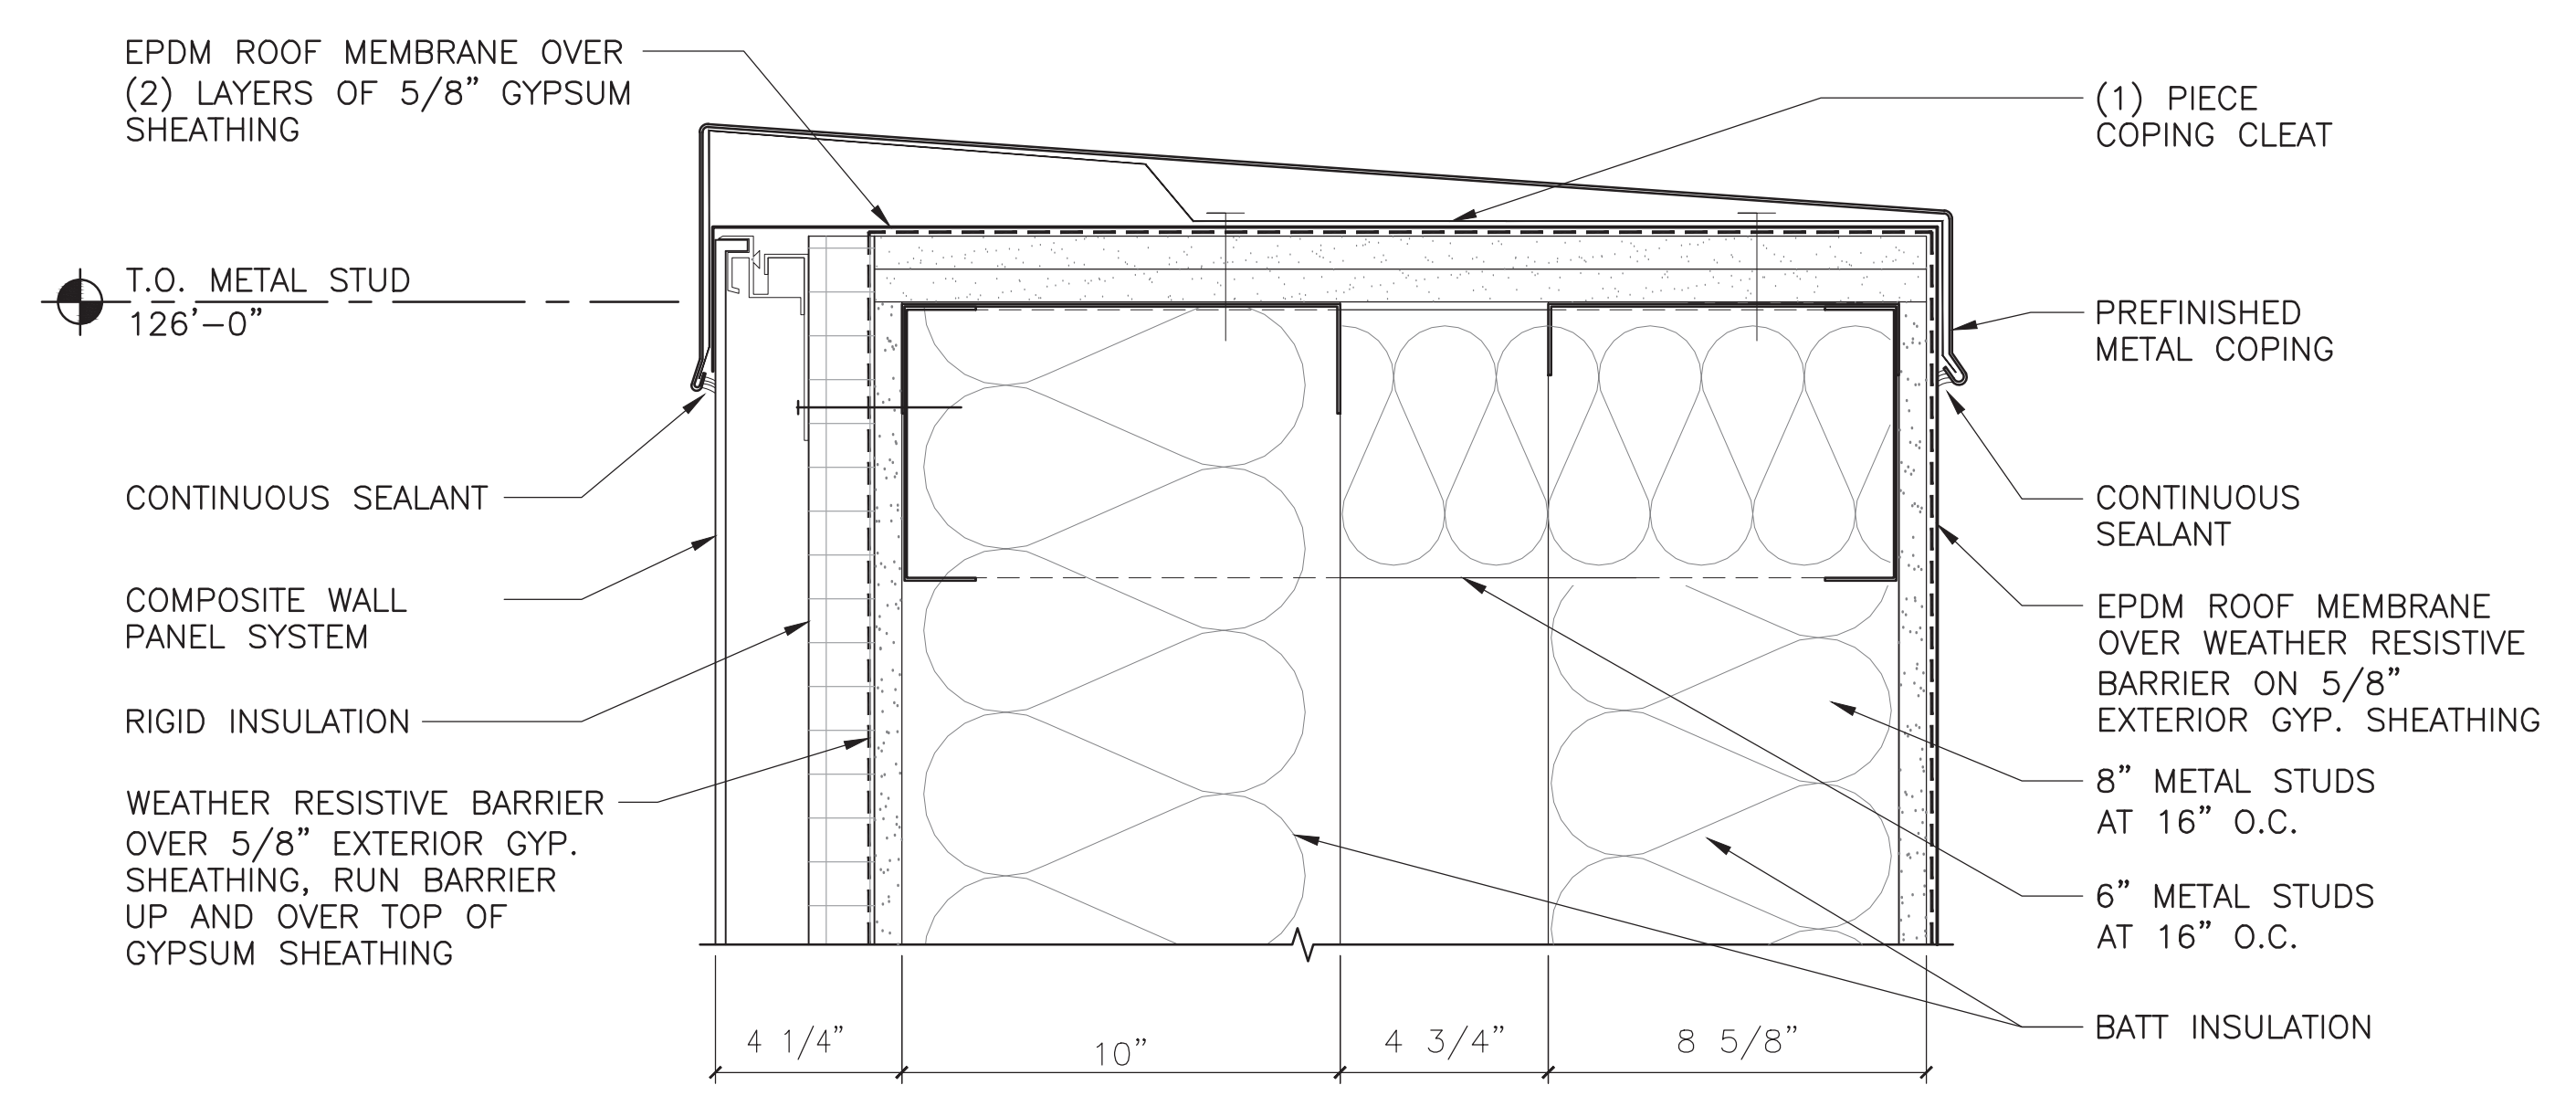 EPDM ROOF MEMBRANE OVER
(2) LAYERS OF 5/8” GYPSUM
SHEATHING
T.O. METAL STUD
126’-0”
CONTINUOUS SEALANT
COMPOSITE WALL
PANEL SYSTEM
RIGID INSULATION
WEATHER RESISTIVE BARRIER
OVER 5/8” EXTERIOR GYP.
SHEATHING, RUN BARRIER
UP AND OVER TOP OF
GYPSUM SHEATHING
(1) PIECE
COPING CLEAT
PREFINISHED
METAL COPING
CONTINUOUS
SEALANT
EPDM ROOF MEMBRANE
OVER WEATHER RESISTIVE
BARRIER ON 5/8”
EXTERIOR GYP. SHEATHING
8” METAL STUDS
AT 16” O.C.
6” METAL STUDS
AT 16” O.C.
BATT INSULATION
4 1/4”
10”
4 3/4”
8 5/8”